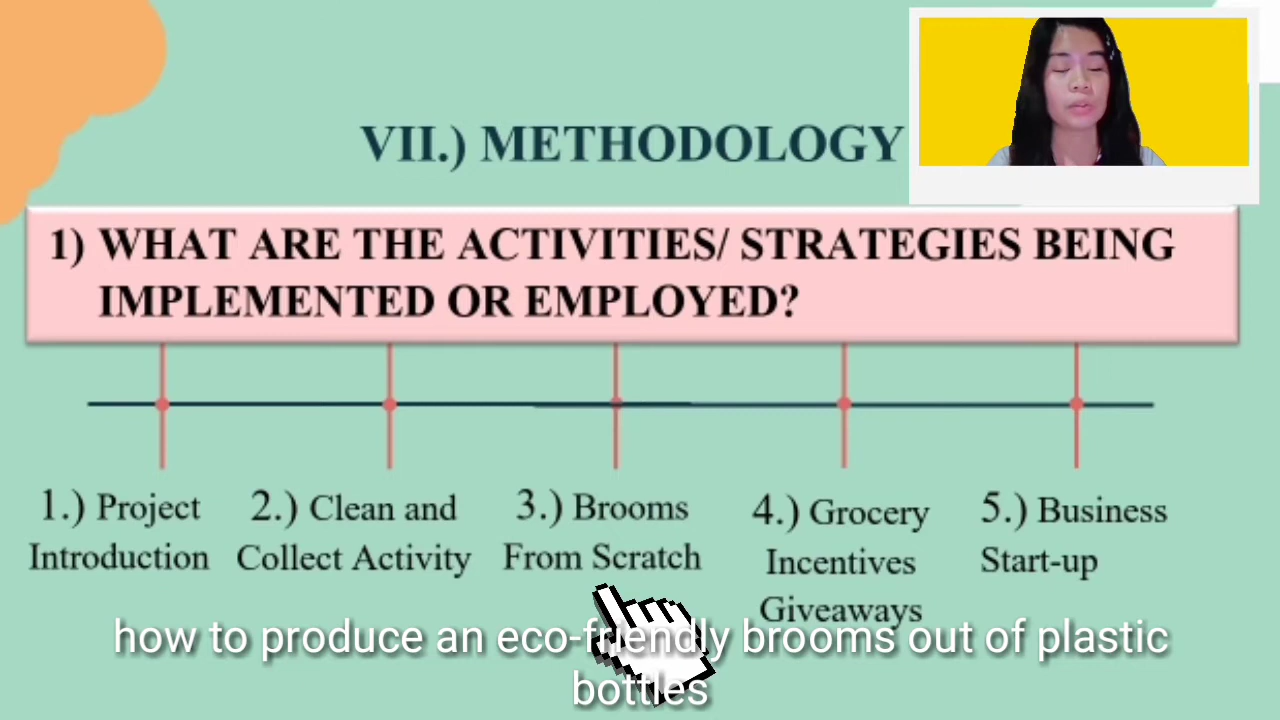 VII.) METHODOLOGY
1) WHAT ARE THE ACTIVITIES/ STRATEGIES BEING
IMPLEMENTED OR EMPLOYED?
1.) Project
Introduction
2.) Clean and
Collect Activity
3.) Brooms
From Scratch
4.) Grocery
Incentives
Giveaways
5.) Business
Start-up
how to produce an eco-friendly brooms out of plastic
bottles